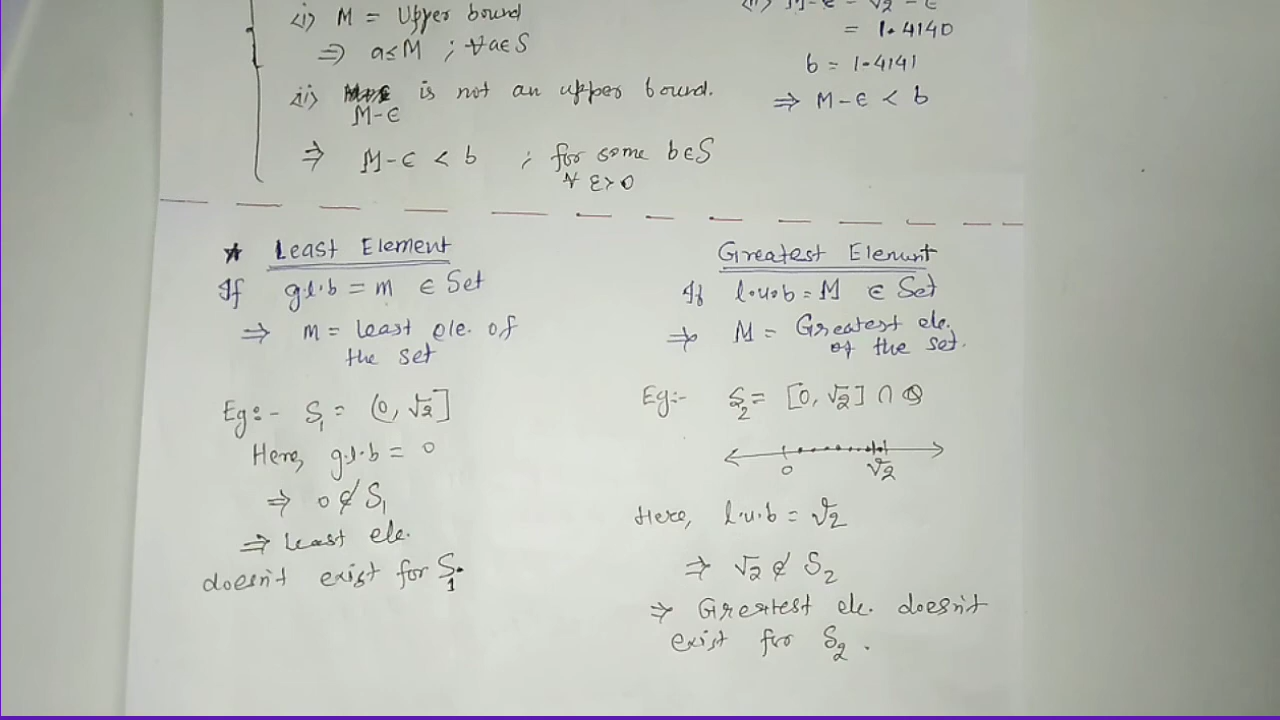 (i) M = Upper bound
⇒ a≤M ; ∀a∈S
(ii) is not an upper bound.
M-ϵ
⇒ M-ϵ < b ; for some b∈S
∀ ε>0
= 1.4140
b = 1.4141
⇒ M-ϵ < b
★ Least Element
If g.l.b = m ∈ Set
⇒ m = Least ele. of
the set
Eg:- S₁ = (0, √2]
Here, g.l.b = 0
⇒ 0 ∉ S₁
⇒ Least ele.
doesn't exist for S₁.
Greatest Element
If l.u.b = M ∈ Set
⇒ M = Greatest ele.
of the set.
Eg:- S₂ = [0, √2] ∩ Q
0 √2
Here, l.u.b = √2
⇒ √2 ∉ S₂
⇒ Greatest ele. doesn't
exist for S₂.